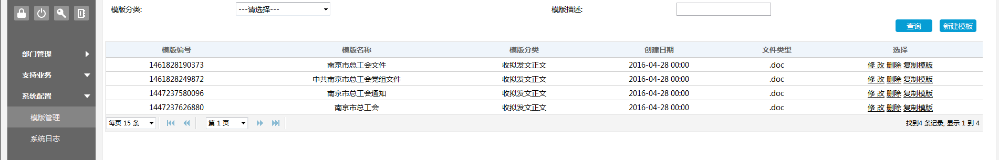 模版分类: ---请选择--- 模版描述:
查询 新建模板
部门管理
支持业务
系统配置
模版管理
系统日志
模版编号 模版名称 模版分类 创建日期 文件类型 选择
1461828190373 南京市总工会文件 收拟发文正文 2016-04-28 00:00 .doc 修 改 删除 复制模版
1461828249872 中共南京市总工会党组文件 收拟发文正文 2016-04-28 00:00 .doc 修 改 删除 复制模版
1447237580096 南京市总工会通知 收拟发文正文 2016-04-28 00:00 .doc 修 改 删除 复制模版
1447237626880 南京市总工会 收拟发文正文 2016-04-28 00:00 .doc 修 改 删除 复制模版
每页 15 条 第 1 页 找到4 条记录, 显示 1 到 4